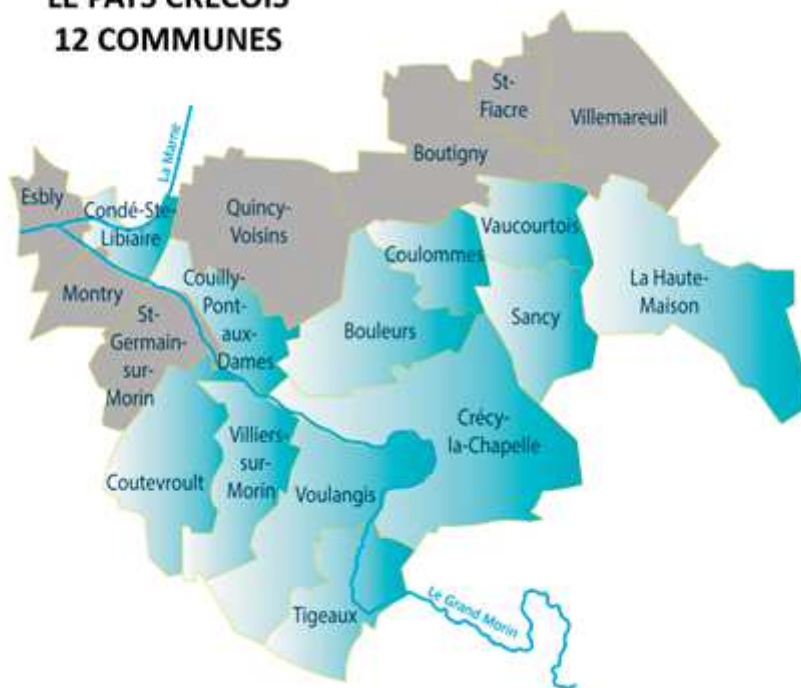 LE PAYS CRÉCOIS
12 COMMUNES
St-
Fiacre
Villemareuil
Boutigny
La Marne
Esbly
Condé-Ste-
Libiaire
Quincy-
Voisins
Vaucourtois
Coulommes
Couilly-
Pont-
aux-
Dames
La Haute-
Maison
Montry
St-
Germain-
sur-
Morin
Bouleurs
Sancy
Crécy-
la-Chapelle
Villiers-
sur-
Morin
Coutevroult
Voulangis
Tigeaux
Le Grand Morin